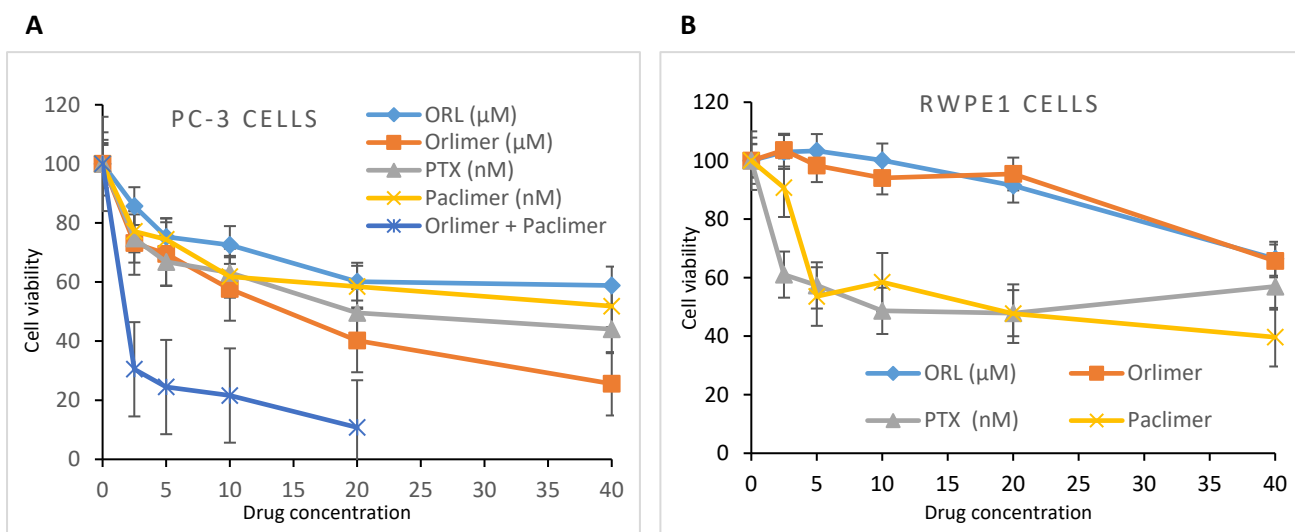 A
PC-3 CELLS
ORL (µM)
Orlimer (µM)
PTX (nM)
Paclimer (nM)
Orlimer + Paclimer
120
100
80
60
40
20
0
Cell viability
0 5 10 15 20 25 30 35 40
Drug concentration
B
RWPE1 CELLS
120
100
80
60
40
20
0
Cell viability
ORL (µM) Orlimer
PTX (nM) Paclimer
0 5 10 15 20 25 30 35 40
Drug concentration